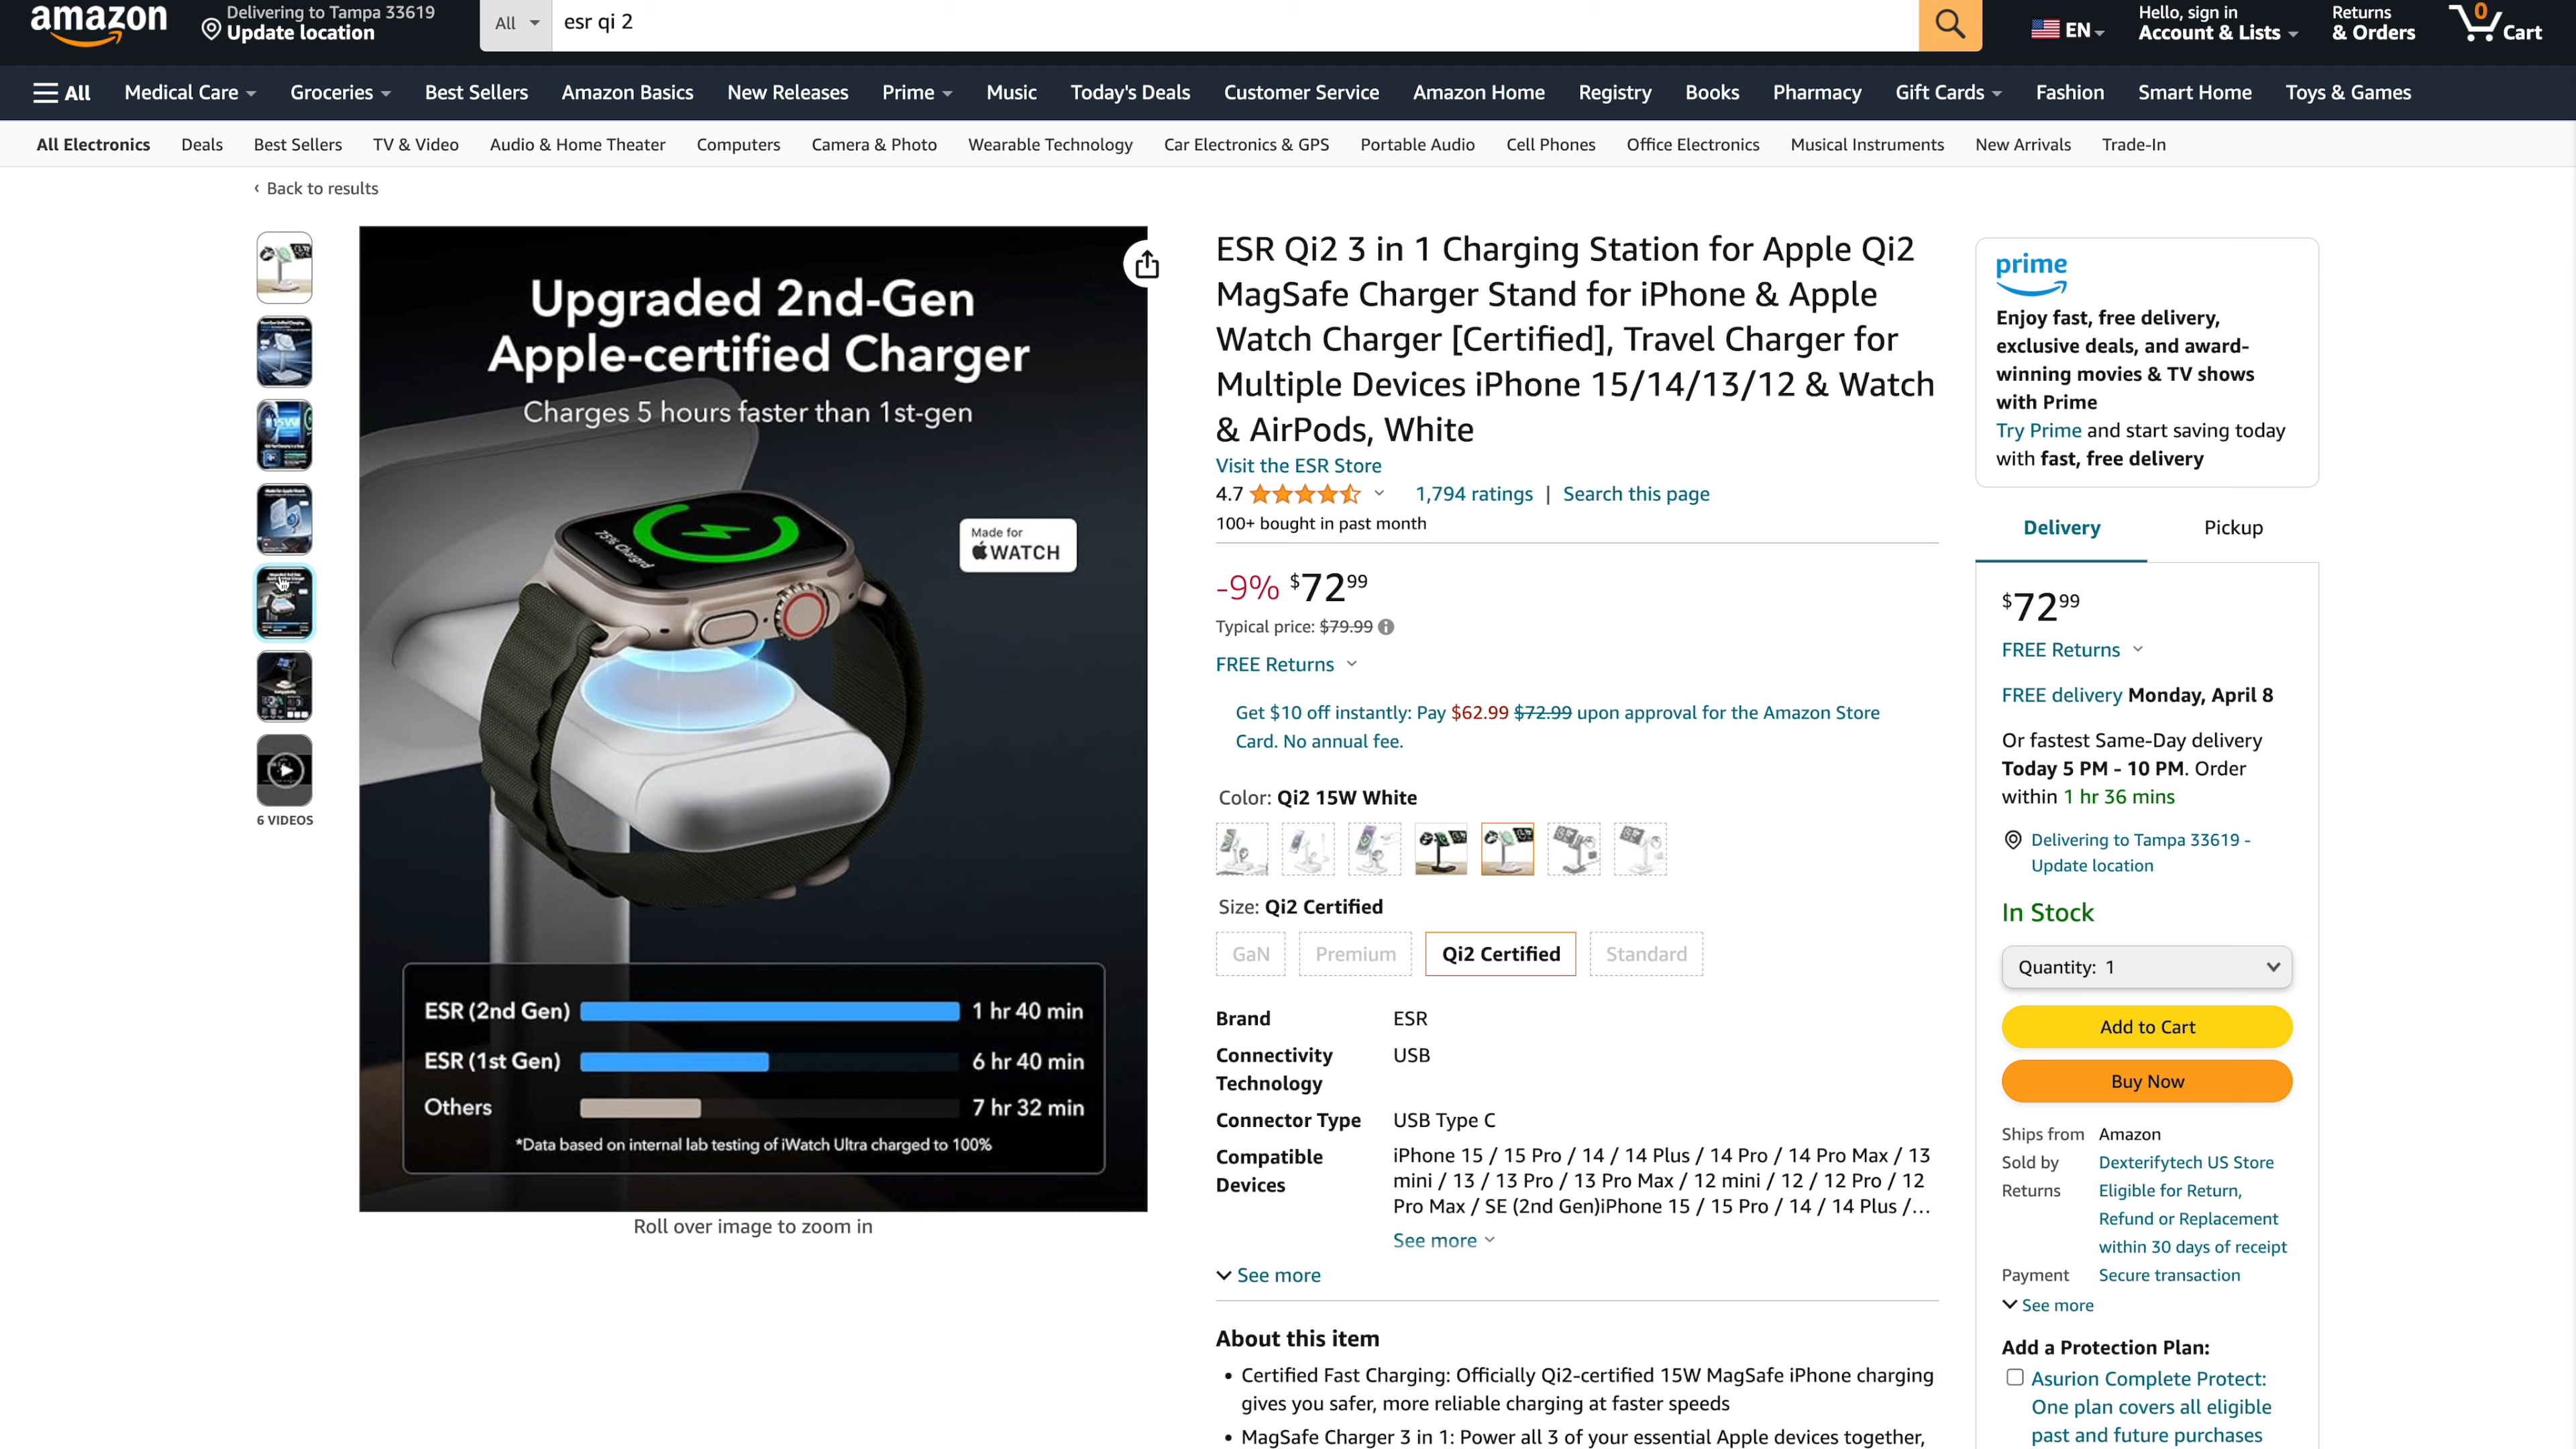 amazon
Delivering to Tampa 33619
Update location
All
esr qi 2
EN
Hello, sign in
Account & Lists
Returns
& Orders
0
Cart
All
Medical Care
Groceries
Best Sellers
Amazon Basics
New Releases
Prime
Music
Today's Deals
Customer Service
Amazon Home
Registry
Books
Pharmacy
Gift Cards
Fashion
Smart Home
Toys & Games
All Electronics
Deals
Best Sellers
TV & Video
Audio & Home Theater
Computers
Camera & Photo
Wearable Technology
Car Electronics & GPS
Portable Audio
Cell Phones
Office Electronics
Musical Instruments
New Arrivals
Trade-In
‹ Back to results
6 VIDEOS
Upgraded 2nd-Gen
Apple-certified Charger
Charges 5 hours faster than 1st-gen
75% Charged
Made for
WATCH
ESR (2nd Gen) 1 hr 40 min
ESR (1st Gen) 6 hr 40 min
Others 7 hr 32 min
*Data based on internal lab testing of iWatch Ultra charged to 100%
Roll over image to zoom in
ESR Qi2 3 in 1 Charging Station for Apple Qi2
MagSafe Charger Stand for iPhone & Apple
Watch Charger [Certified], Travel Charger for
Multiple Devices iPhone 15/14/13/12 & Watch
& AirPods, White
Visit the ESR Store
4.7 1,794 ratings | Search this page
100+ bought in past month
-9% $72 99
Typical price: $79.99
FREE Returns
Get $10 off instantly: Pay $62.99 $72.99 upon approval for the Amazon Store
Card. No annual fee.
Color: Qi2 15W White
Size: Qi2 Certified
GaN
Premium
Qi2 Certified
Standard
Brand ESR
Connectivity USB
Technology
Connector Type USB Type C
Compatible iPhone 15 / 15 Pro / 14 / 14 Plus / 14 Pro / 14 Pro Max / 13
Devices mini / 13 / 13 Pro / 13 Pro Max / 12 mini / 12 / 12 Pro / 12
Pro Max / SE (2nd Gen)iPhone 15 / 15 Pro / 14 / 14 Plus /...
See more
See more
About this item
• Certified Fast Charging: Officially Qi2-certified 15W MagSafe iPhone charging
gives you safer, more reliable charging at faster speeds
• MagSafe Charger 3 in 1: Power all 3 of your essential Apple devices together,
prime
Enjoy fast, free delivery,
exclusive deals, and award-
winning movies & TV shows
with Prime
Try Prime and start saving today
with fast, free delivery
Delivery
Pickup
$72 99
FREE Returns
FREE delivery Monday, April 8
Or fastest Same-Day delivery
Today 5 PM - 10 PM. Order
within 1 hr 36 mins
Delivering to Tampa 33619 -
Update location
In Stock
Quantity: 1
Add to Cart
Buy Now
Ships from Amazon
Sold by Dexterifytech US Store
Returns Eligible for Return,
Refund or Replacement
within 30 days of receipt
Payment Secure transaction
See more
Add a Protection Plan:
Asurion Complete Protect:
One plan covers all eligible
past and future purchases